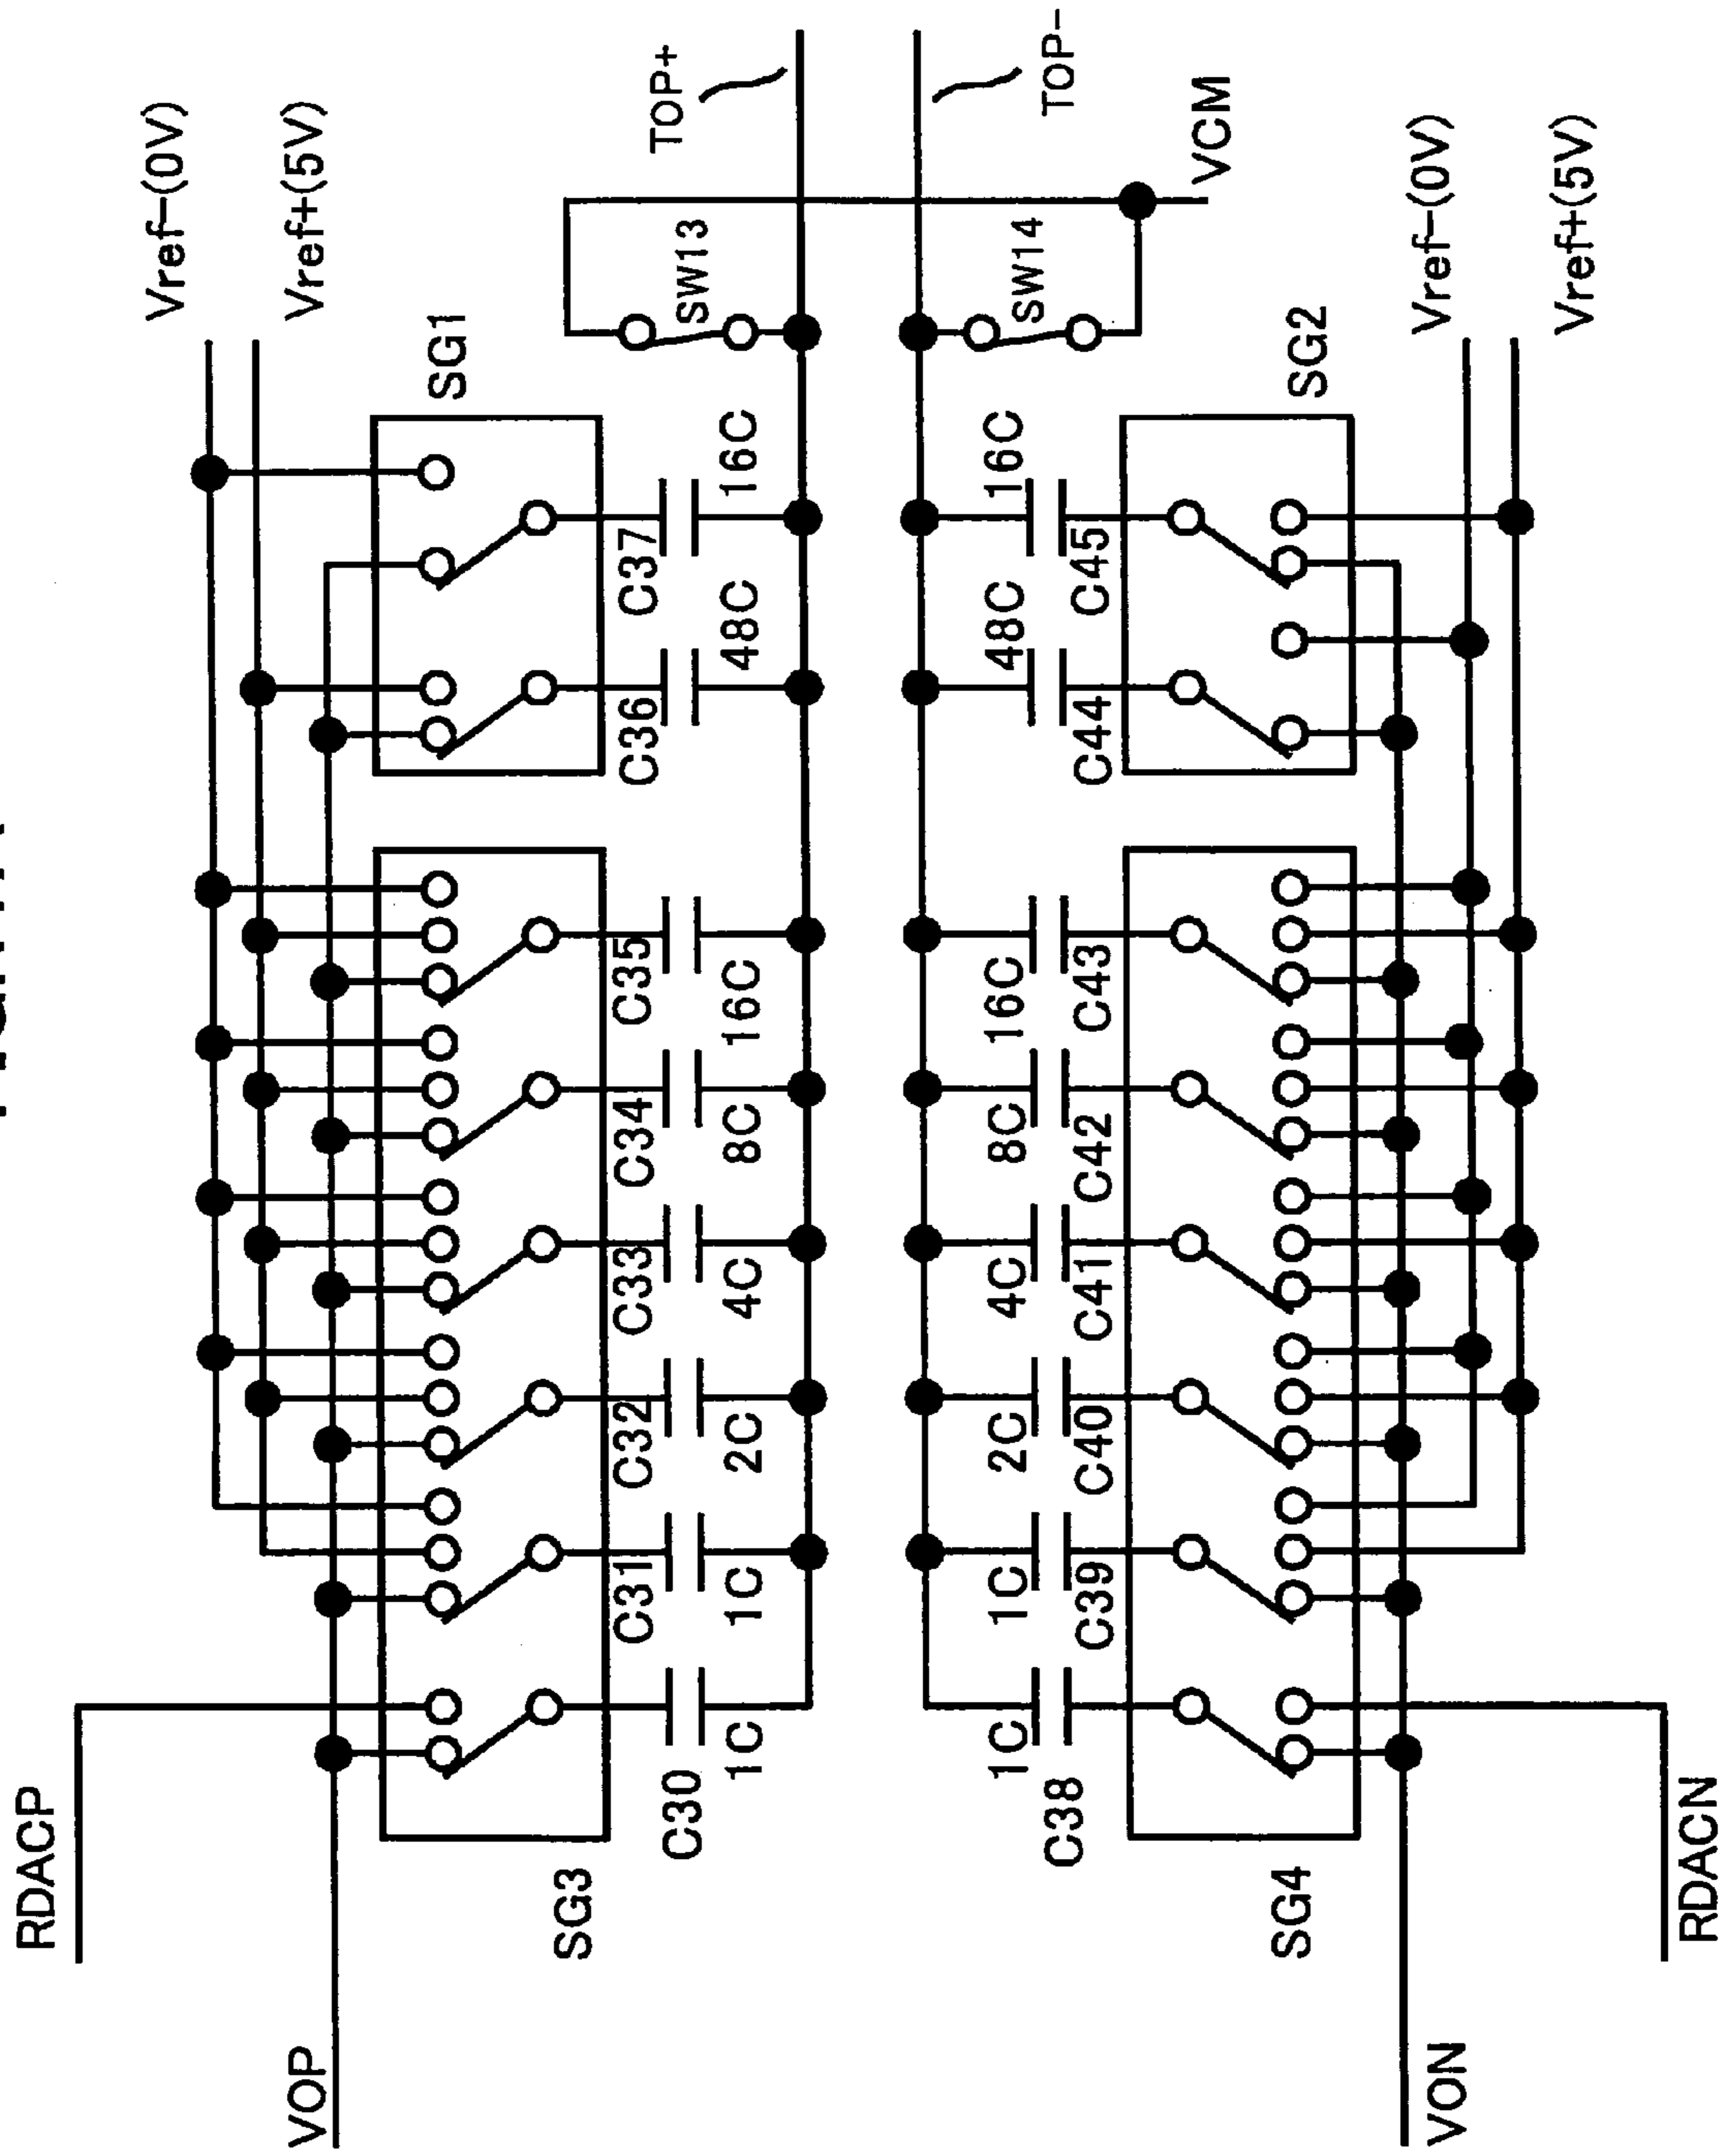 RDACP
VOP
Vref-(0V)
Vref+(5V)
SG3
SG1
C30
C31
C32
C33
C34
C35
C36
C37
1C
1C
2C
4C
8C
16C
48C
16C
SW13
TOP+
TOP-
SW14
VCM
1C
1C
2C
4C
8C
16C
48C
16C
C38
C39
C40
C41
C42
C43
C44
C45
SG4
SG2
VON
Vref-(0V)
Vref+(5V)
RDACN